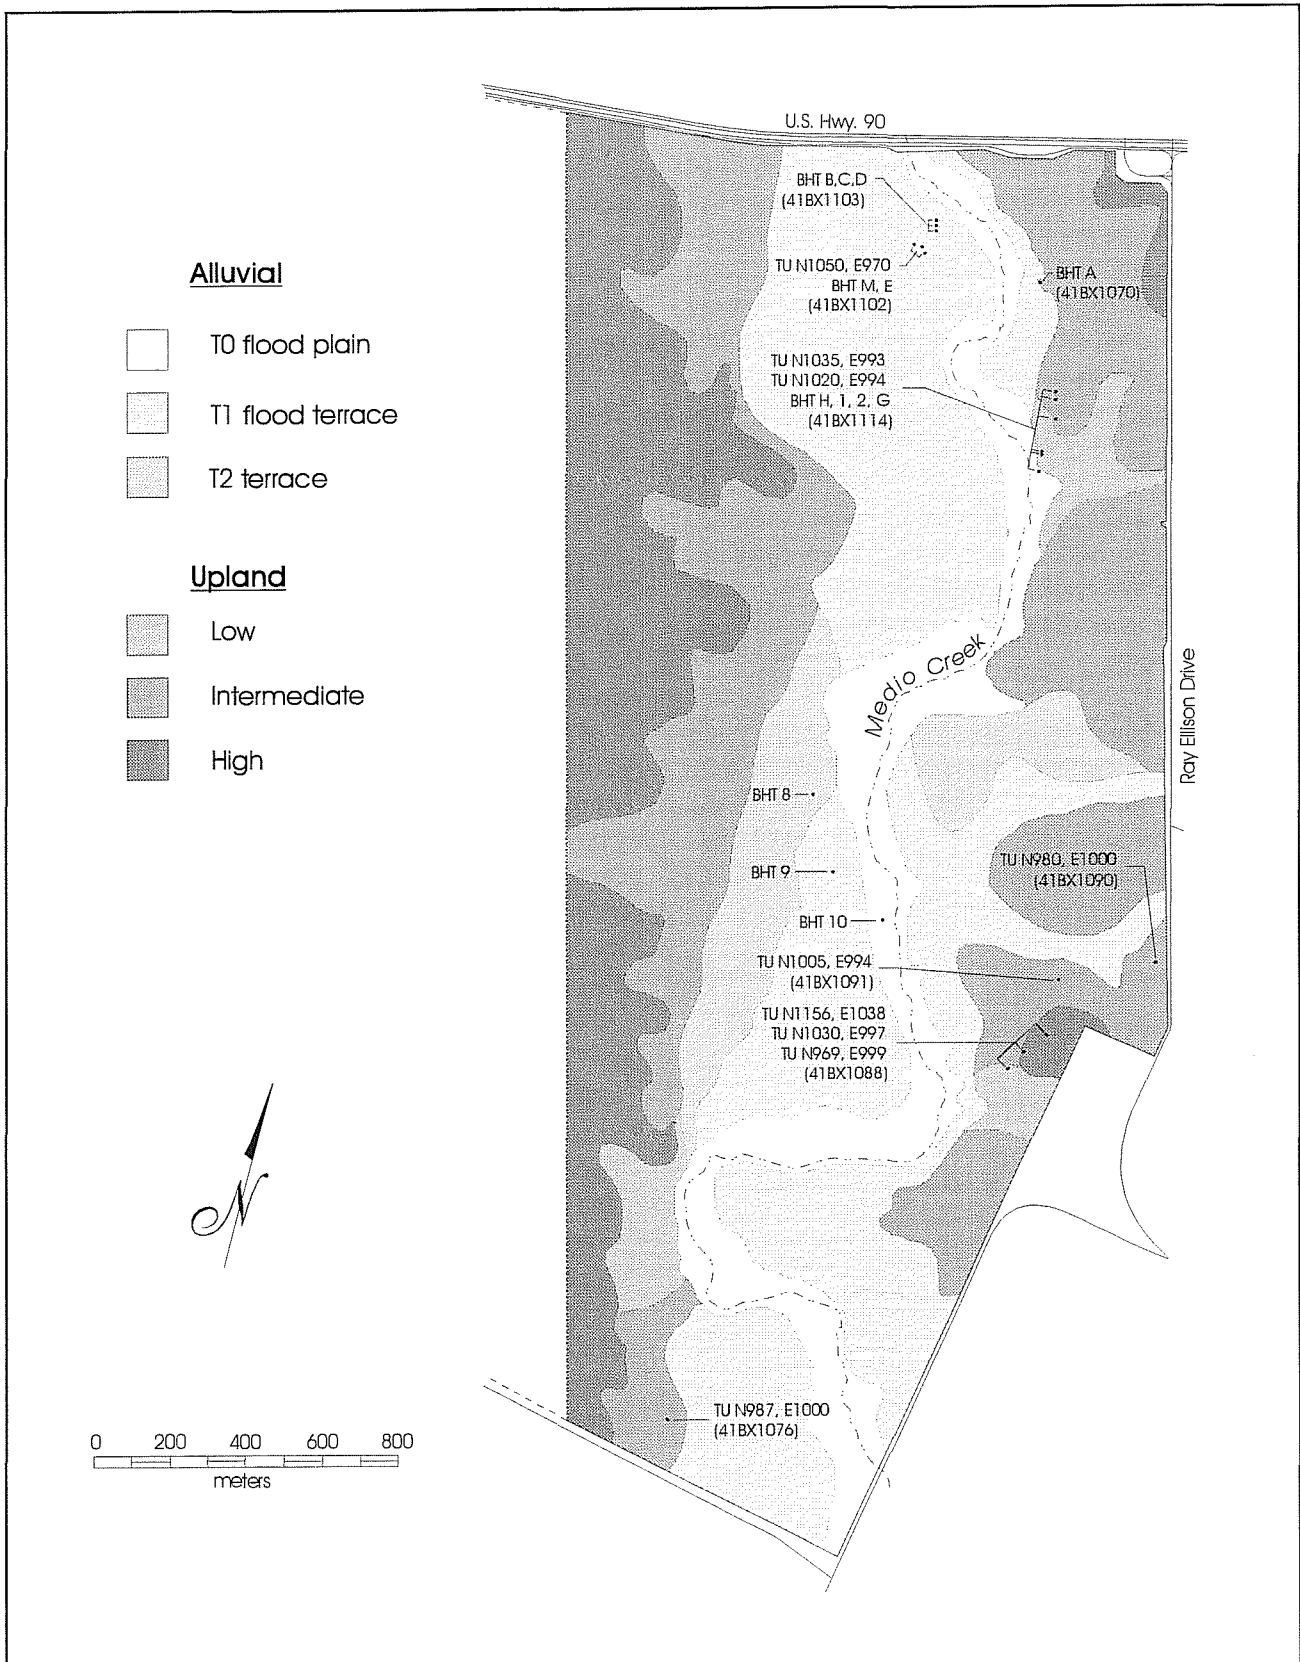 U.S. Hwy. 90
BHT B,C,D
(41BX1103)
TU N1050, E970
BHT M, E
(41BX1102)
BHT A
(41BX1070)
TU N1035, E993
TU N1020, E994
BHT H, 1, 2, G
(41BX1114)
Alluvial
T0 flood plain
T1 flood terrace
T2 terrace
Upland
Low
Intermediate
High
Medio Creek
Ray Ellison Drive
BHT 8
BHT 9
TU N980, E1000
(41BX1090)
BHT 10
TU N1005, E994
(41BX1091)
TU N1156, E1038
TU N1030, E997
TU N969, E999
(41BX1088)
N
TU N987, E1000
(41BX1076)
0 200 400 600 800
meters